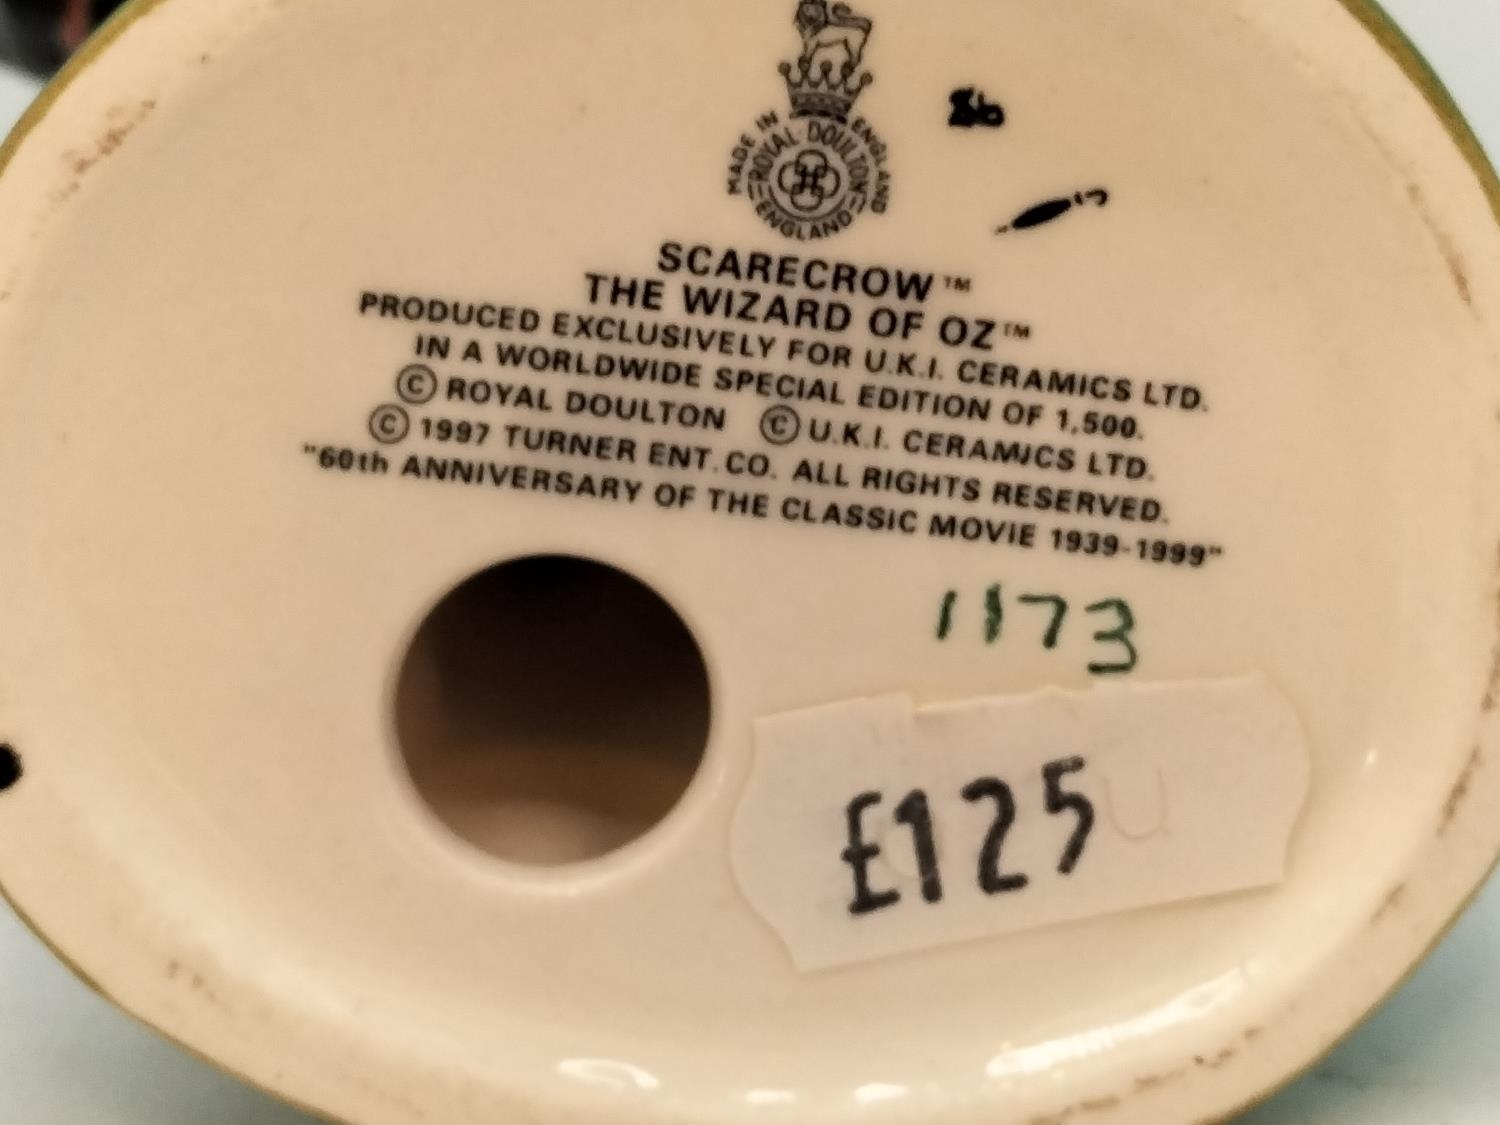 MADE IN ENGLAND
ROYAL DOULTON
ENGLAND
SCARECROW™
THE WIZARD OF OZ™
PRODUCED EXCLUSIVELY FOR U.K.I. CERAMICS LTD.
IN A WORLDWIDE SPECIAL EDITION OF 1,500.
© ROYAL DOULTON © U.K.I. CERAMICS LTD.
© 1997 TURNER ENT. CO. ALL RIGHTS RESERVED.
"60th ANNIVERSARY OF THE CLASSIC MOVIE 1939-1999"
1173
£125